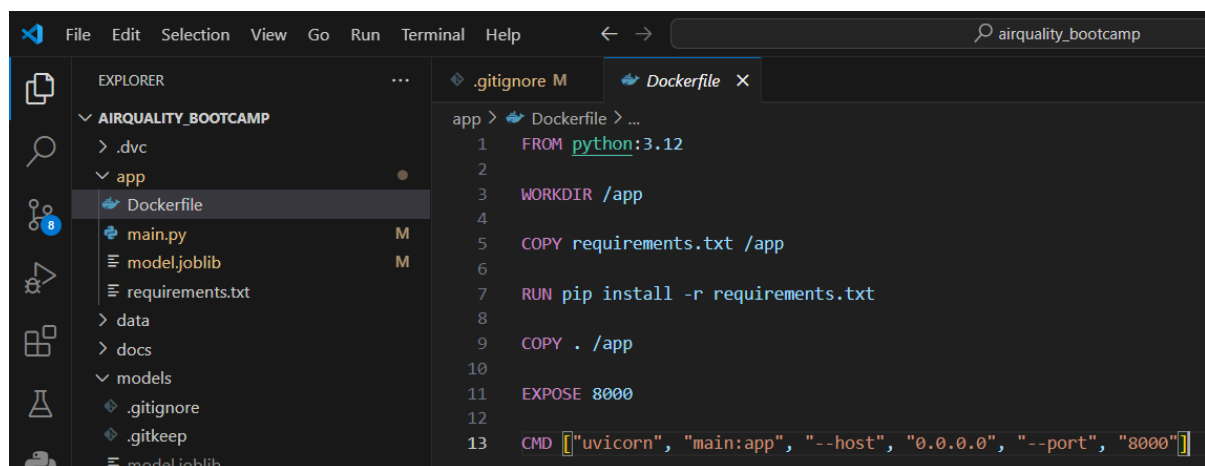 File Edit Selection View Go Run Terminal Help
airquality_bootcamp
EXPLORER
AIRQUALITY_BOOTCAMP
.dvc
app
Dockerfile
main.py M
model.joblib M
requirements.txt
data
docs
models
.gitignore
.gitkeep
model.joblib
8
.gitignore M
Dockerfile
app > Dockerfile > ...
1 FROM python:3.12
2
3 WORKDIR /app
4
5 COPY requirements.txt /app
6
7 RUN pip install -r requirements.txt
8
9 COPY . /app
10
11 EXPOSE 8000
12
13 CMD ["uvicorn", "main:app", "--host", "0.0.0.0", "--port", "8000"]